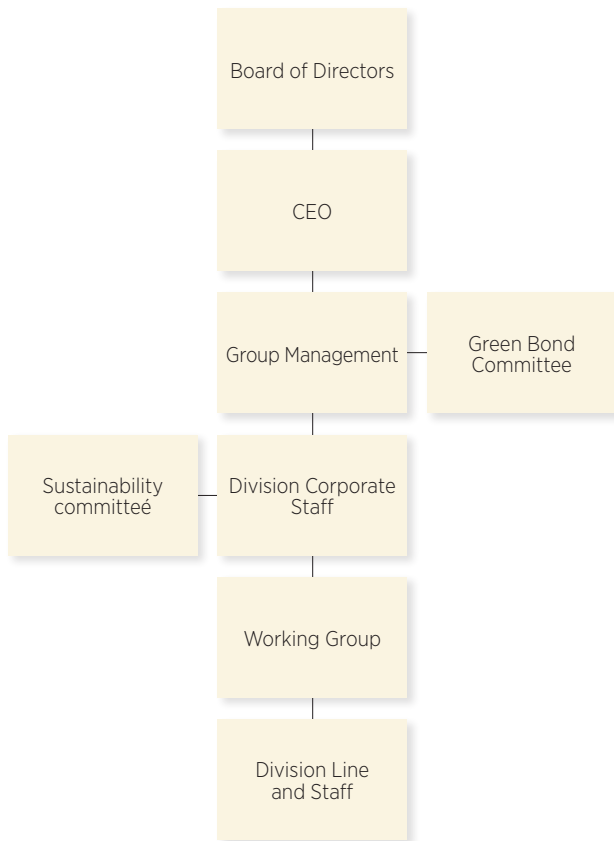 Board of Directors
CEO
Group Management
Green Bond
Committee
Sustainability
committeé
Division Corporate
Staff
Working Group
Division Line
and Staff